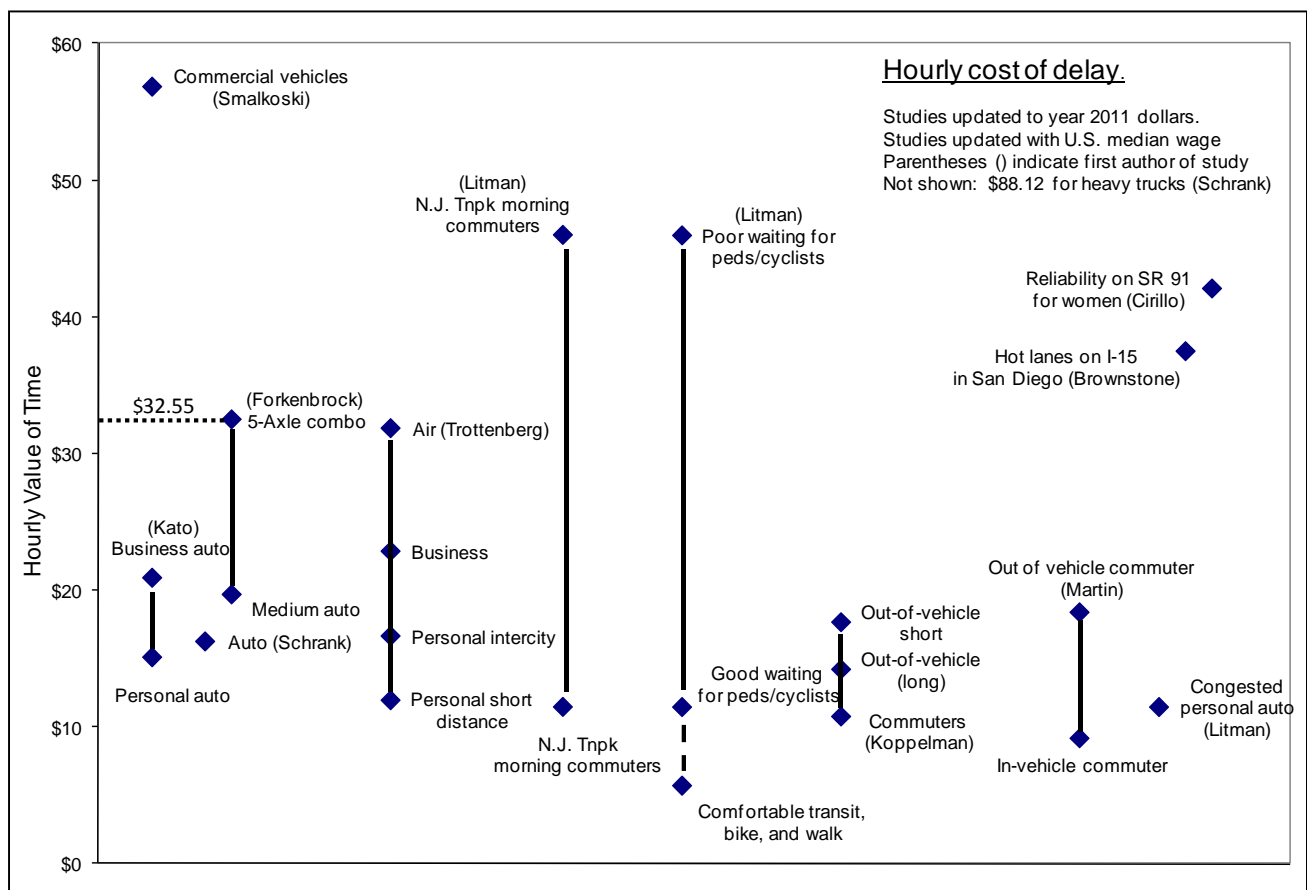 Hourly cost of delay.
Studies updated to year 2011 dollars.
Studies updated with U.S. median wage
Parentheses () indicate first author of study
Not shown:  $88.12 for heavy trucks (Schrank)
Hourly Value of Time
$60
$50
$40
$30
$20
$10
$0
Commercial vehicles
(Smalkoski)
(Litman)
N.J. Tnpk morning
commuters
(Litman)
Poor waiting for
peds/cyclists
Reliability on SR 91
for women (Cirillo)
Hot lanes on I-15
in San Diego (Brownstone)
$32.55
(Forkenbrock)
5-Axle combo
Air (Trottenberg)
(Kato)
Business auto
Business
Medium auto
Auto (Schrank)
Personal intercity
Personal auto
Personal short
distance
N.J. Tnpk
morning commuters
Good waiting
for peds/cyclists
Comfortable transit,
bike, and walk
Out-of-vehicle
short
Out-of-vehicle
(long)
Commuters
(Koppelman)
Out of vehicle commuter
(Martin)
In-vehicle commuter
Congested
personal auto
(Litman)